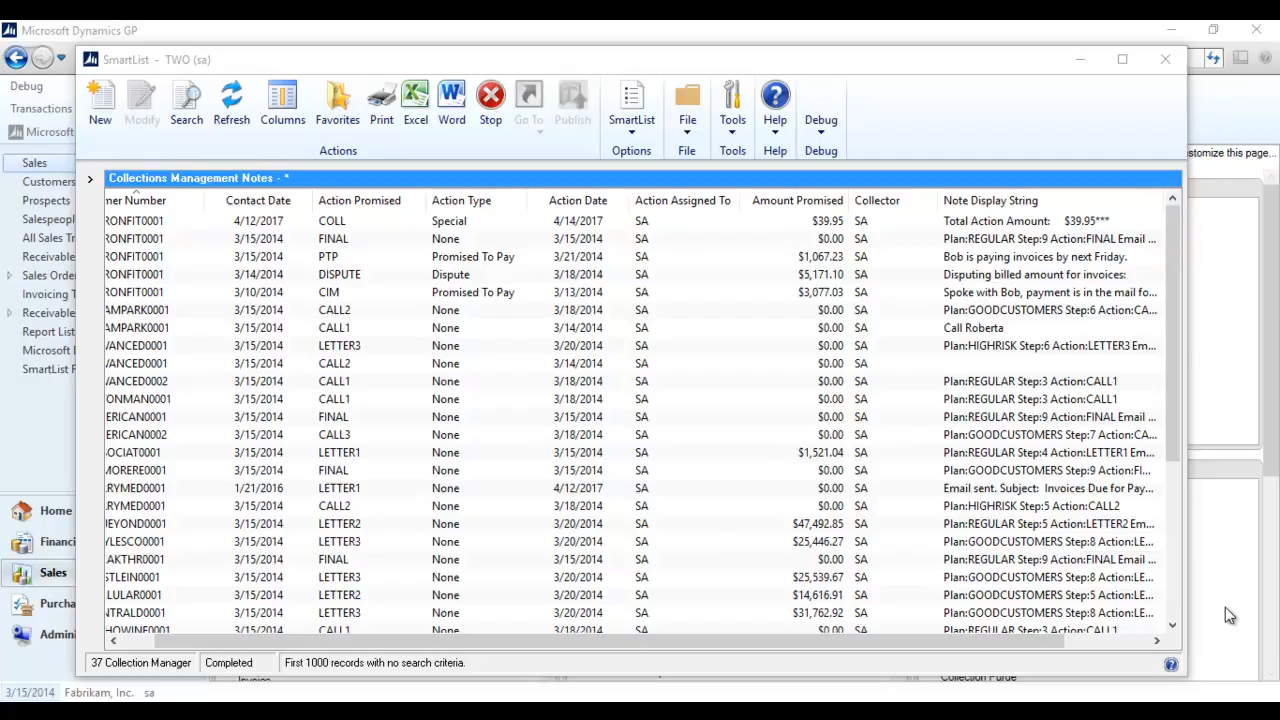 Microsoft Dynamics GP
SmartList - TWO (sa)
Debug
Transactions
Microsoft
New Modify Search Refresh Columns Favorites Print Excel Word Stop Go To Publish SmartList File Tools Help Debug
Actions Options File Tools Help Debug
Sales
Customers
Prospects
Salespeopl
All Sales Tr
Receivable
Sales Orde
Invoicing T
Receivable
Report List
Microsoft
SmartList F
Home
Financi
Sales
Purcha
Admini
ustomize this page...
Collections Management Notes - *
mer Number Contact Date Action Promised Action Type Action Date Action Assigned To Amount Promised Collector Note Display String
RONFIT0001 4/12/2017 COLL Special 4/14/2017 SA $39.95 SA Total Action Amount: $39.95***
RONFIT0001 3/15/2014 FINAL None 3/15/2014 SA $0.00 SA Plan:REGULAR Step:9 Action:FINAL Email ...
RONFIT0001 3/15/2014 PTP Promised To Pay 3/21/2014 SA $1,067.23 SA Bob is paying invoices by next Friday.
RONFIT0001 3/14/2014 DISPUTE Dispute 3/18/2014 SA $5,171.10 SA Disputing billed amount for invoices:
RONFIT0001 3/10/2014 CIM Promised To Pay 3/13/2014 SA $3,077.03 SA Spoke with Bob, payment is in the mail fo...
AMPARK0001 3/15/2014 CALL2 None 3/18/2014 SA $0.00 SA Plan:GOODCUSTOMERS Step:6 Action:CA...
AMPARK0001 3/15/2014 CALL1 None 3/14/2014 SA $0.00 SA Call Roberta
VANCED0001 3/15/2014 LETTER3 None 3/20/2014 SA $0.00 SA Plan:HIGHRISK Step:6 Action:LETTER3 Em...
VANCED0001 3/15/2014 CALL2 None 3/14/2014 SA $0.00 SA
VANCED0002 3/15/2014 CALL1 None 3/18/2014 SA $0.00 SA Plan:REGULAR Step:3 Action:CALL1
ONMAN0001 3/15/2014 CALL1 None 3/18/2014 SA $0.00 SA Plan:REGULAR Step:3 Action:CALL1
ERICAN0001 3/15/2014 FINAL None 3/15/2014 SA $0.00 SA Plan:REGULAR Step:9 Action:FINAL Email ...
ERICAN0002 3/15/2014 CALL3 None 3/18/2014 SA $0.00 SA Plan:GOODCUSTOMERS Step:7 Action:CA...
SOCIAT0001 3/15/2014 LETTER1 None 3/15/2014 SA $1,521.04 SA Plan:REGULAR Step:4 Action:LETTER1 Em...
MORERE0001 3/15/2014 FINAL None 3/15/2014 SA $0.00 SA Plan:GOODCUSTOMERS Step:9 Action:FI...
RYMED0001 1/21/2016 LETTER1 None 4/12/2017 SA $0.00 SA Email sent. Subject: Invoices Due for Pay...
RYMED0001 3/15/2014 CALL2 None 3/18/2014 SA $0.00 SA Plan:HIGHRISK Step:5 Action:CALL2
EYOND0001 3/15/2014 LETTER2 None 3/20/2014 SA $47,492.85 SA Plan:REGULAR Step:5 Action:LETTER2 Em...
YLESCO0001 3/15/2014 LETTER3 None 3/20/2014 SA $25,446.27 SA Plan:GOODCUSTOMERS Step:8 Action:LE...
EAKTHR0001 3/15/2014 FINAL None 3/15/2014 SA $0.00 SA Plan:REGULAR Step:9 Action:FINAL Email ...
STLEIN0001 3/15/2014 LETTER3 None 3/20/2014 SA $25,539.67 SA Plan:GOODCUSTOMERS Step:8 Action:LE...
LLULAR0001 3/15/2014 LETTER2 None 3/20/2014 SA $14,616.91 SA Plan:GOODCUSTOMERS Step:5 Action:LE...
NTRALD0001 3/15/2014 LETTER3 None 3/20/2014 SA $31,762.92 SA Plan:GOODCUSTOMERS Step:8 Action:LE...
HOWINE0001 3/15/2014 CALL1 None 3/18/2014 SA $0.00 SA Plan:REGULAR Step:3 Action:CALL1
37 Collection Manager Completed First 1000 records with no search criteria.
Invoice Collection Purge
3/15/2014 Fabrikam, Inc. sa